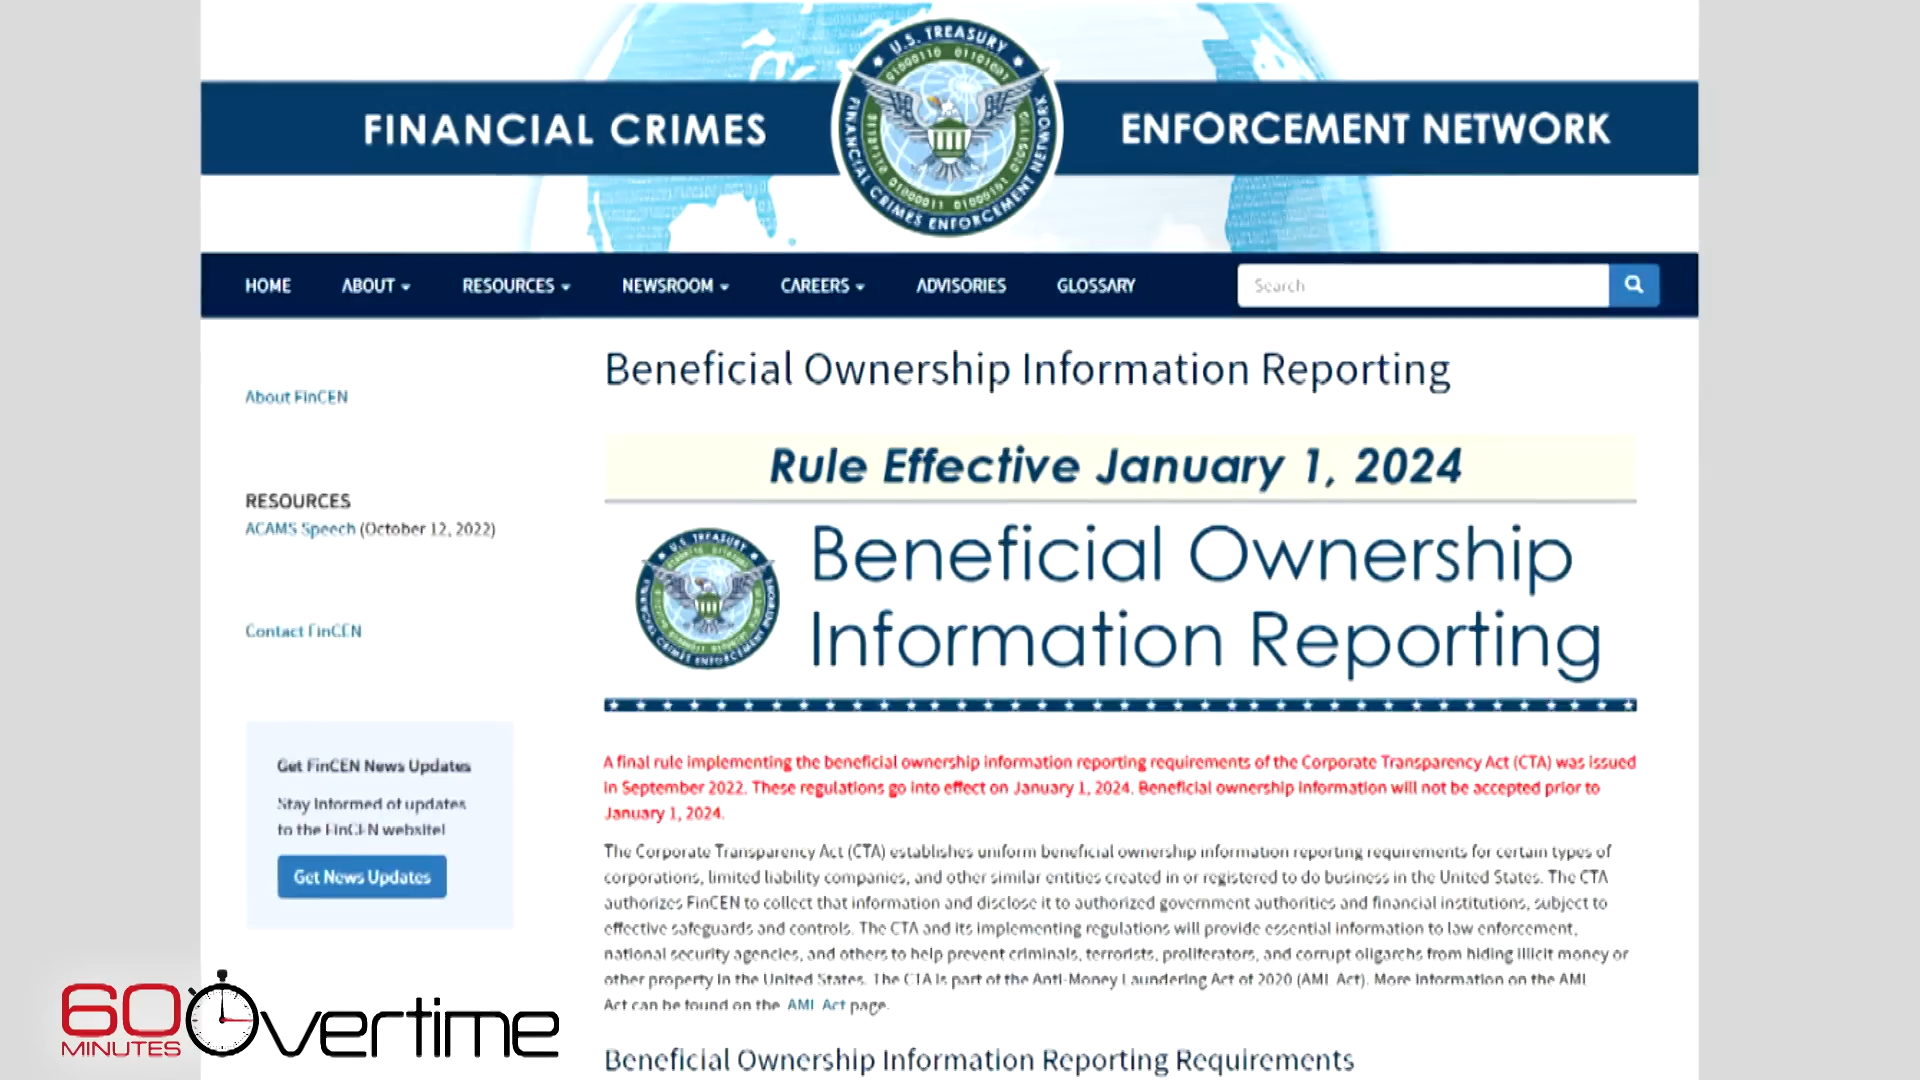 FINANCIAL CRIMES
U.S. TREASURY
FINANCIAL CRIMES ENFORCEMENT NETWORK
ENFORCEMENT NETWORK
HOME
ABOUT
RESOURCES
NEWSROOM
CAREERS
ADVISORIES
GLOSSARY
Search
About FinCEN
RESOURCES
ACAMS Speech (October 12, 2022)
Contact FinCEN
Get FinCEN News Updates
Stay informed of updates
to the FinCEN website!
Get News Updates
Beneficial Ownership Information Reporting
Rule Effective January 1, 2024
U.S. TREASURY
FINANCIAL CRIMES ENFORCEMENT NETWORK
Beneficial Ownership
Information Reporting
A final rule implementing the beneficial ownership information reporting requirements of the Corporate Transparency Act (CTA) was issued
in September 2022. These regulations go into effect on January 1, 2024. Beneficial ownership information will not be accepted prior to
January 1, 2024.
The Corporate Transparency Act (CTA) establishes uniform beneficial ownership information reporting requirements for certain types of
corporations, limited liability companies, and other similar entities created in or registered to do business in the United States. The CTA
authorizes FinCEN to collect that information and disclose it to authorized government authorities and financial institutions, subject to
effective safeguards and controls. The CTA and its implementing regulations will provide essential information to law enforcement,
national security agencies, and others to help prevent criminals, terrorists, proliferators, and corrupt oligarchs from hiding illicit money or
other property in the United States. The CTA is part of the Anti-Money Laundering Act of 2020 (AML Act). More information on the AML
Act can be found on the AML Act page.
Beneficial Ownership Information Reporting Requirements
60 MINUTES Overtime